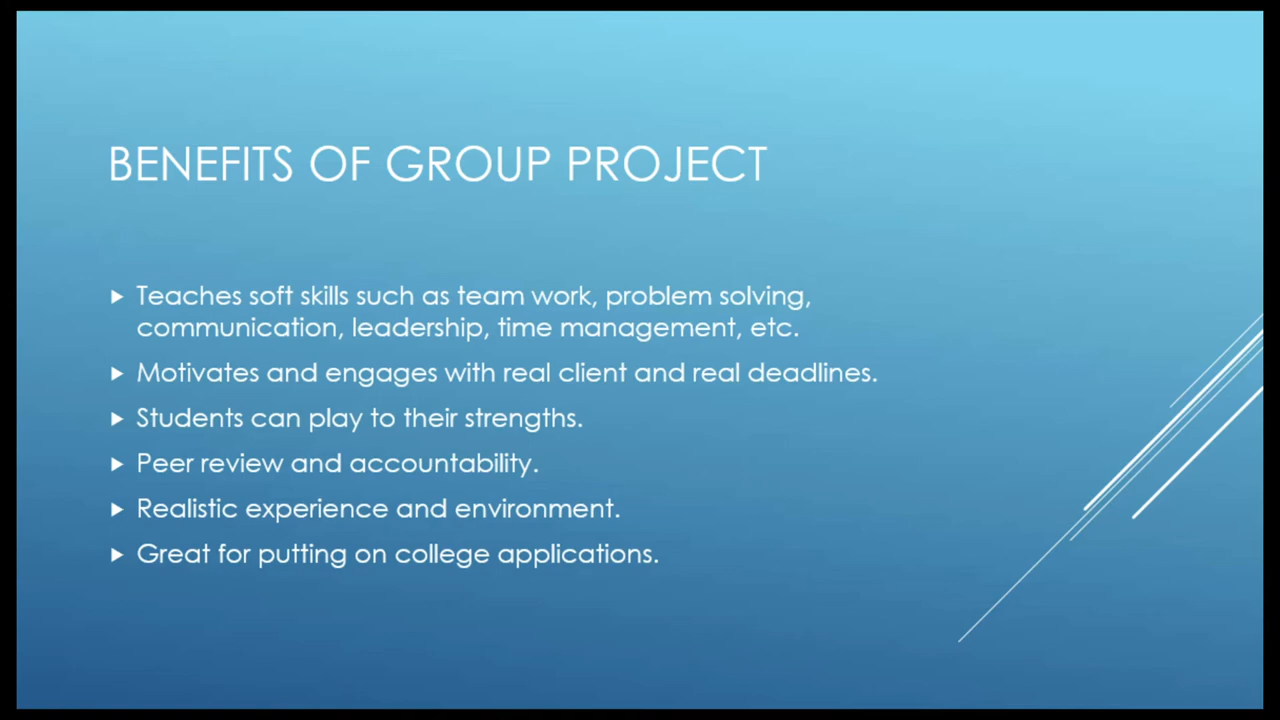 BENEFITS OF GROUP PROJECT
Teaches soft skills such as team work, problem solving,
communication, leadership, time management, etc.
Motivates and engages with real client and real deadlines.
Students can play to their strengths.
Peer review and accountability.
Realistic experience and environment.
Great for putting on college applications.